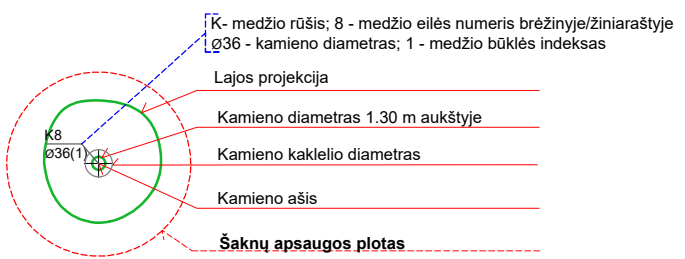 K- medžio rūšis; 8 - medžio eilės numeris brėžinyje/žiniaraštyje
Ø36 - kamieno diametras; 1 - medžio būklės indeksas
Lajos projekcija
Kamieno diametras 1.30 m aukštyje
K8
Ø36(1)
Kamieno kaklelio diametras
Kamieno ašis
Šaknų apsaugos plotas